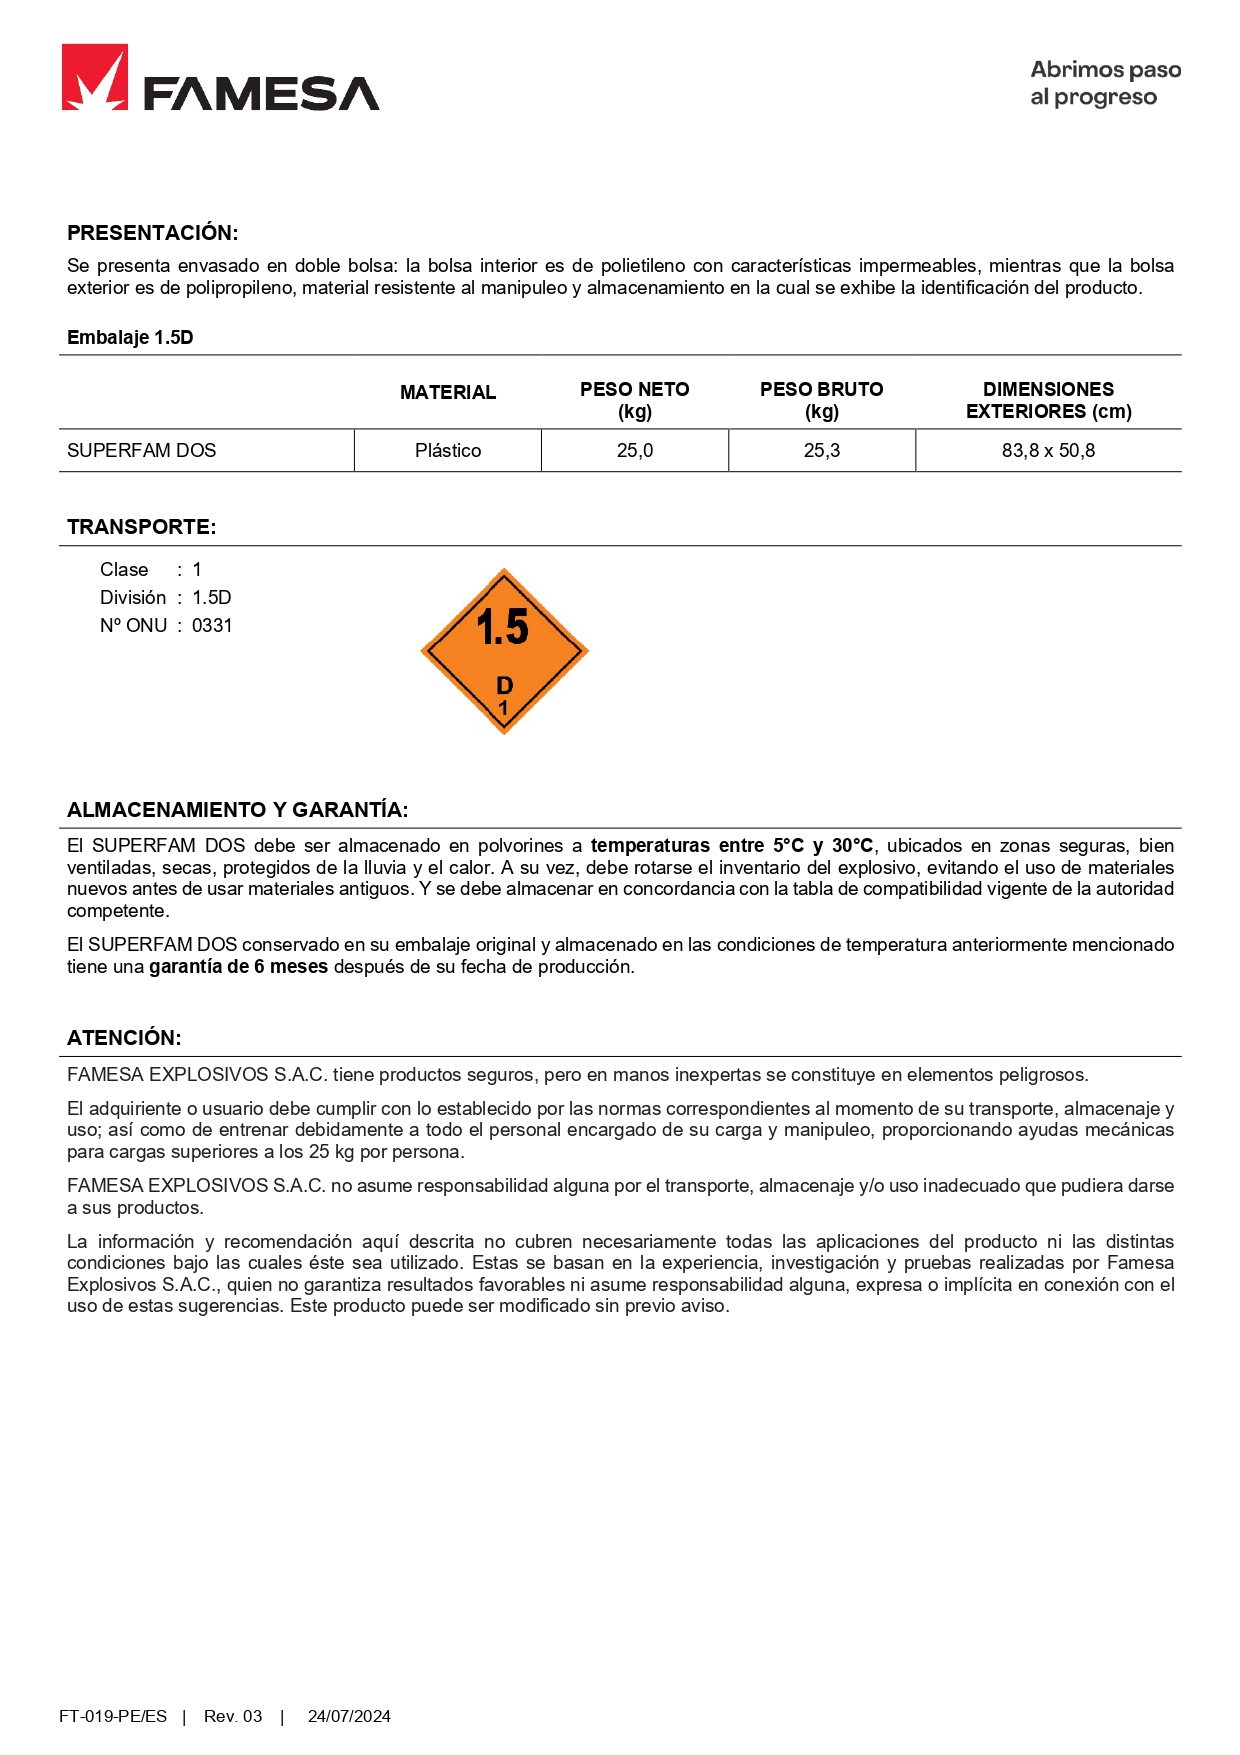 FAMESA
Abrimos paso
al progreso
PRESENTACIÓN:
Se presenta envasado en doble bolsa: la bolsa interior es de polietileno con características impermeables, mientras que la bolsa
exterior es de polipropileno, material resistente al manipuleo y almacenamiento en la cual se exhibe la identificación del producto.
Embalaje 1.5D
MATERIAL PESO NETO PESO BRUTO DIMENSIONES
(kg) (kg) EXTERIORES (cm)
SUPERFAM DOS Plástico 25,0 25,3 83,8 x 50,8
TRANSPORTE:
Clase : 1
División : 1.5D
Nº ONU : 0331
1.5
D
1
ALMACENAMIENTO Y GARANTÍA:
El SUPERFAM DOS debe ser almacenado en polvorines a temperaturas entre 5°C y 30°C, ubicados en zonas seguras, bien
ventiladas, secas, protegidos de la lluvia y el calor. A su vez, debe rotarse el inventario del explosivo, evitando el uso de materiales
nuevos antes de usar materiales antiguos. Y se debe almacenar en concordancia con la tabla de compatibilidad vigente de la autoridad
competente.
El SUPERFAM DOS conservado en su embalaje original y almacenado en las condiciones de temperatura anteriormente mencionado
tiene una garantía de 6 meses después de su fecha de producción.
ATENCIÓN:
FAMESA EXPLOSIVOS S.A.C. tiene productos seguros, pero en manos inexpertas se constituye en elementos peligrosos.
El adquiriente o usuario debe cumplir con lo establecido por las normas correspondientes al momento de su transporte, almacenaje y
uso; así como de entrenar debidamente a todo el personal encargado de su carga y manipuleo, proporcionando ayudas mecánicas
para cargas superiores a los 25 kg por persona.
FAMESA EXPLOSIVOS S.A.C. no asume responsabilidad alguna por el transporte, almacenaje y/o uso inadecuado que pudiera darse
a sus productos.
La información y recomendación aquí descrita no cubren necesariamente todas las aplicaciones del producto ni las distintas
condiciones bajo las cuales éste sea utilizado. Estas se basan en la experiencia, investigación y pruebas realizadas por Famesa
Explosivos S.A.C., quien no garantiza resultados favorables ni asume responsabilidad alguna, expresa o implícita en conexión con el
uso de estas sugerencias. Este producto puede ser modificado sin previo aviso.
FT-019-PE/ES | Rev. 03 | 24/07/2024